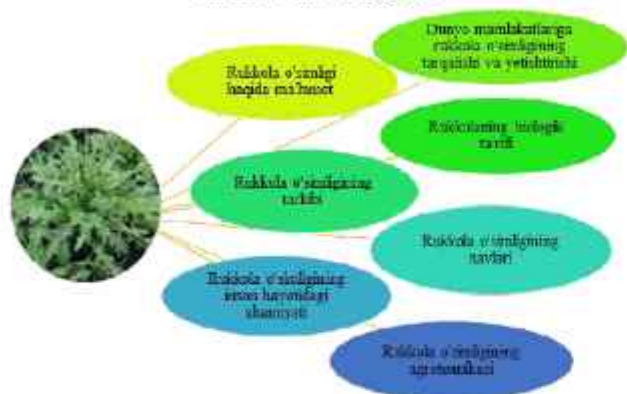 Rukkola o'simligi
haqida ma'lumot
Dunyo mamlakatlariga
rukkola o'simligining
tarqalishi va yetishtirishi
Rukkolaning biologik
tavsifi
Rukkola o'simligining
tarkibi
Rukkola o'simligining
navlari
Rukkola o'simligining
inson hayotidagi
ahamiyati
Rukkola o'simligining
agrotexnikasi